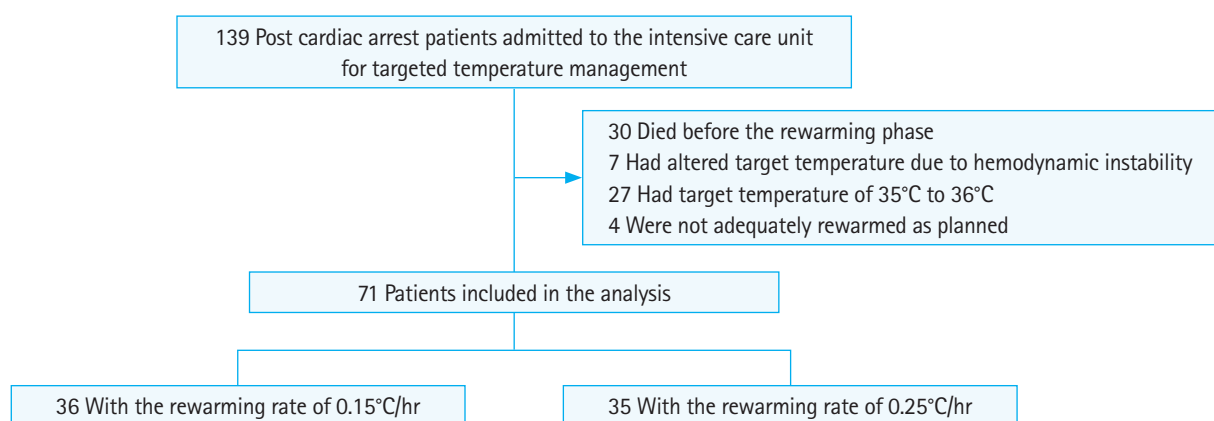 139 Post cardiac arrest patients admitted to the intensive care unit
for targeted temperature management
30 Died before the rewarming phase
7 Had altered target temperature due to hemodynamic instability
27 Had target temperature of 35°C to 36°C
4 Were not adequately rewarmed as planned
71 Patients included in the analysis
36 With the rewarming rate of 0.15°C/hr
35 With the rewarming rate of 0.25°C/hr